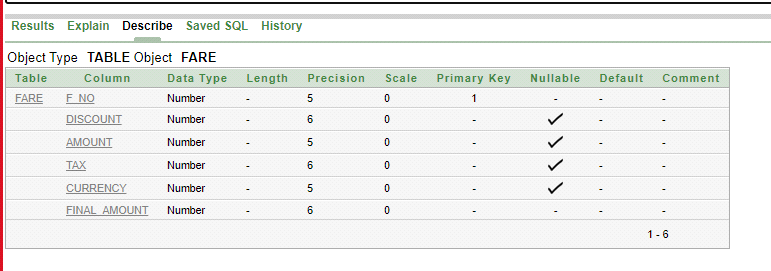 Results Explain Describe Saved SQL History
Object Type TABLE Object FARE
Table Column Data Type Length Precision Scale Primary Key Nullable Default Comment
FARE F_NO Number - 5 0 1 - - -
DISCOUNT Number - 6 0 - ✓ - -
AMOUNT Number - 5 0 - ✓ - -
TAX Number - 6 0 - ✓ - -
CURRENCY Number - 5 0 - ✓ - -
FINAL_AMOUNT Number - 6 0 - - - -
1 - 6